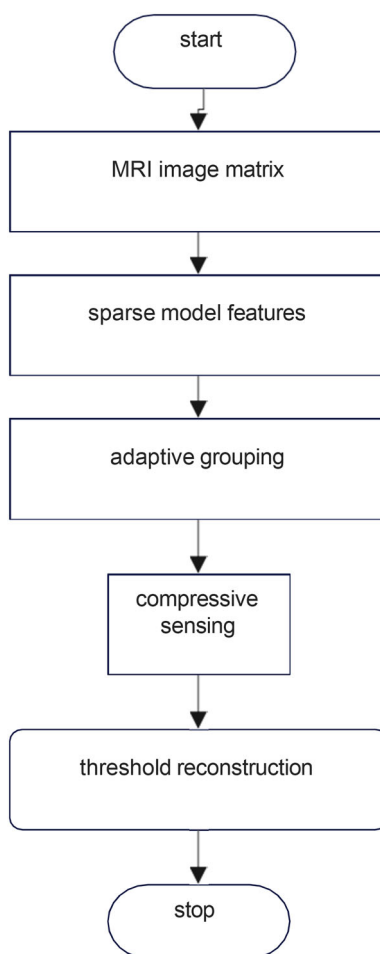 start
MRI image matrix
sparse model features
adaptive grouping
compressive
sensing
threshold reconstruction
stop